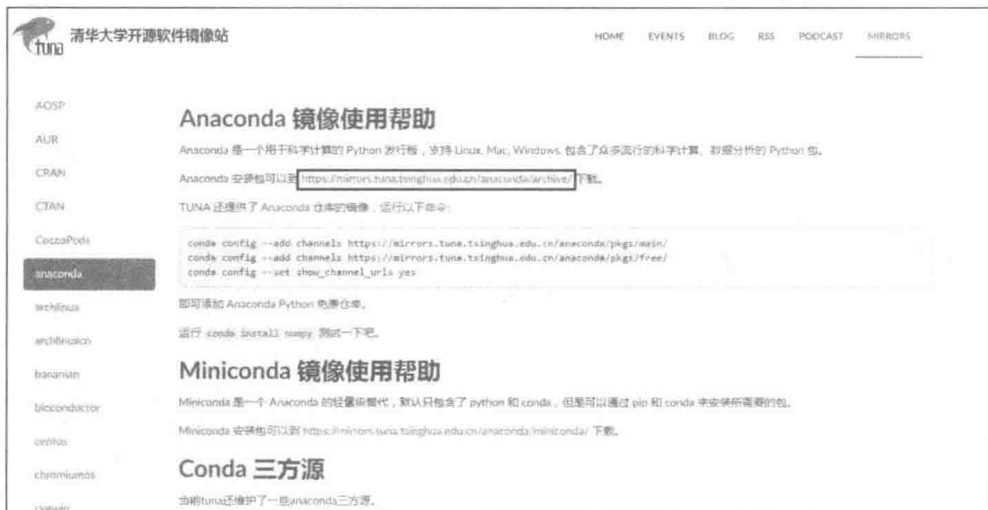 tuna 清华大学开源软件镜像站
HOME EVENTS BLOG RSS PODCAST MIRRORS
AOSP
AUR
CRAN
CTAN
CocoaPods
anaconda
archlinux
archlinuxcn
bananian
bioconductor
centos
chromiumos
cygwin
Anaconda 镜像使用帮助
Anaconda 是一个用于科学计算的 Python 发行版，支持 Linux, Mac, Windows, 包含了众多流行的科学计算、数据分析的 Python 包。
Anaconda 安装包可以到 https://mirrors.tuna.tsinghua.edu.cn/anaconda/archive/ 下载。
TUNA 还提供了 Anaconda 仓库的镜像，运行以下命令:
conda config --add channels https://mirrors.tuna.tsinghua.edu.cn/anaconda/pkgs/main/
conda config --add channels https://mirrors.tuna.tsinghua.edu.cn/anaconda/pkgs/free/
conda config --set show_channel_urls yes
即可添加 Anaconda Python 免费仓库。
运行 conda install numpy 测试一下吧。
Miniconda 镜像使用帮助
Miniconda 是一个 Anaconda 的轻量级替代，默认只包含了 python 和 conda，但是可以通过 pip 和 conda 来安装所需要的包。
Miniconda 安装包可以到 https://mirrors.tuna.tsinghua.edu.cn/anaconda/miniconda/ 下载。
Conda 三方源
当前tuna还维护了一些anaconda三方源。